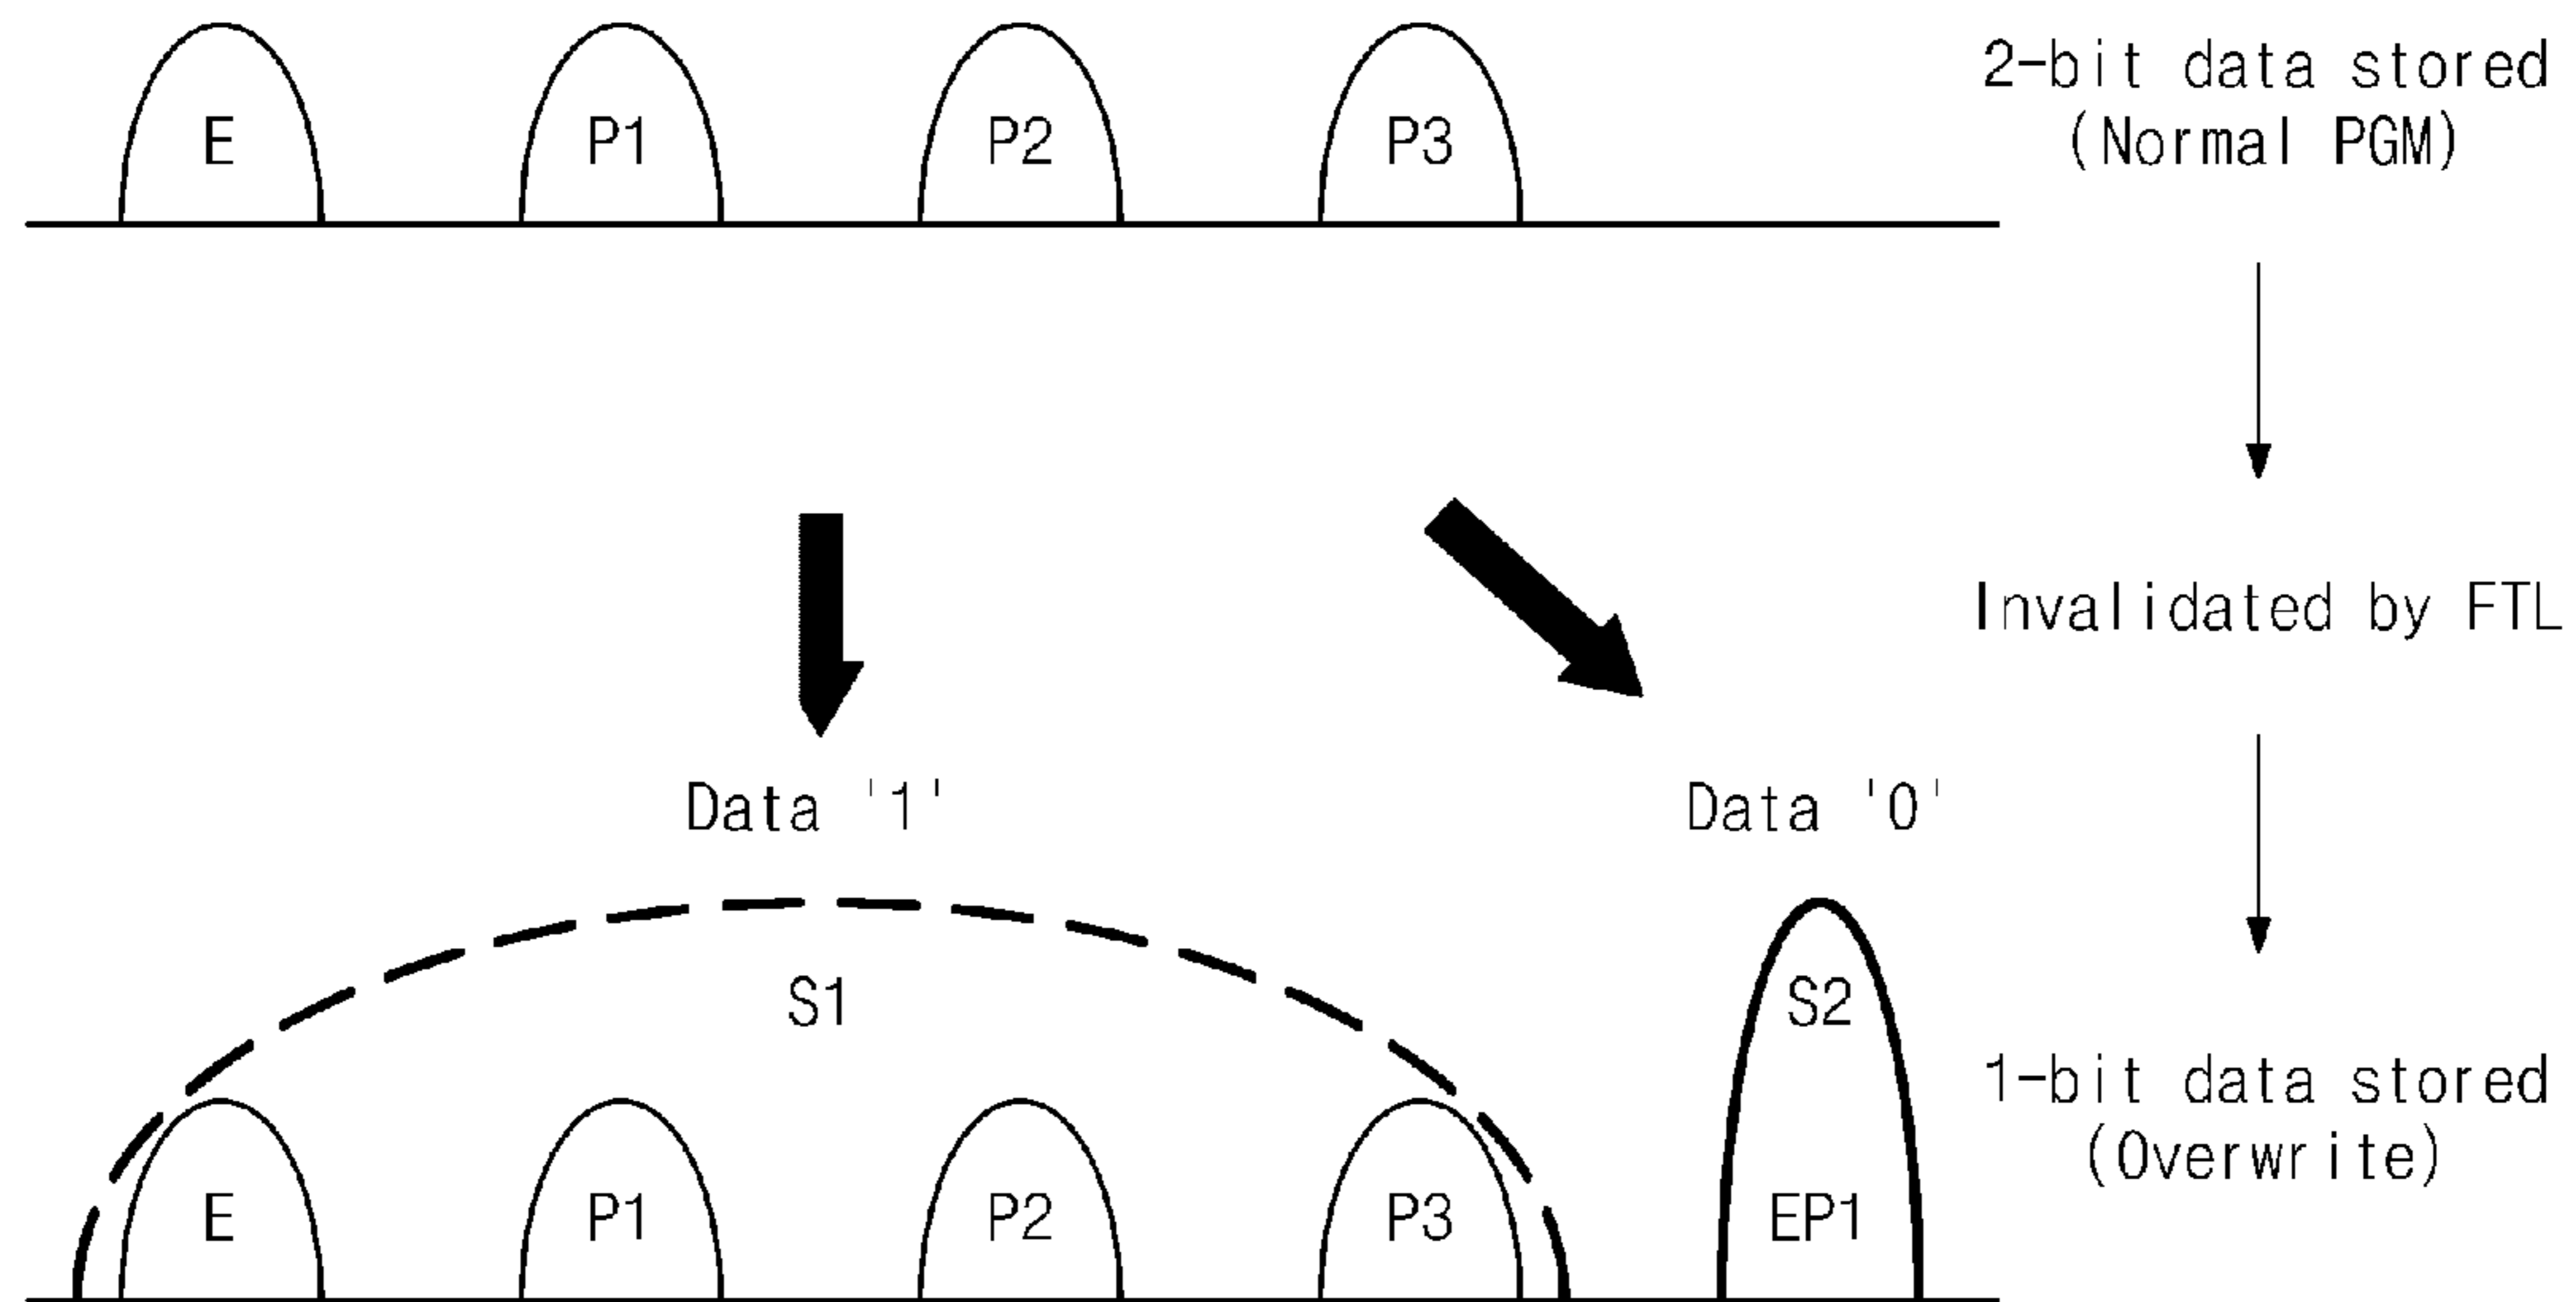 E
P1
P2
P3
2-bit data stored
(Normal PGM)
Invalidated by FTL
Data '1'
Data '0'
S1
S2
1-bit data stored
(Overwrite)
E
P1
P2
P3
EP1